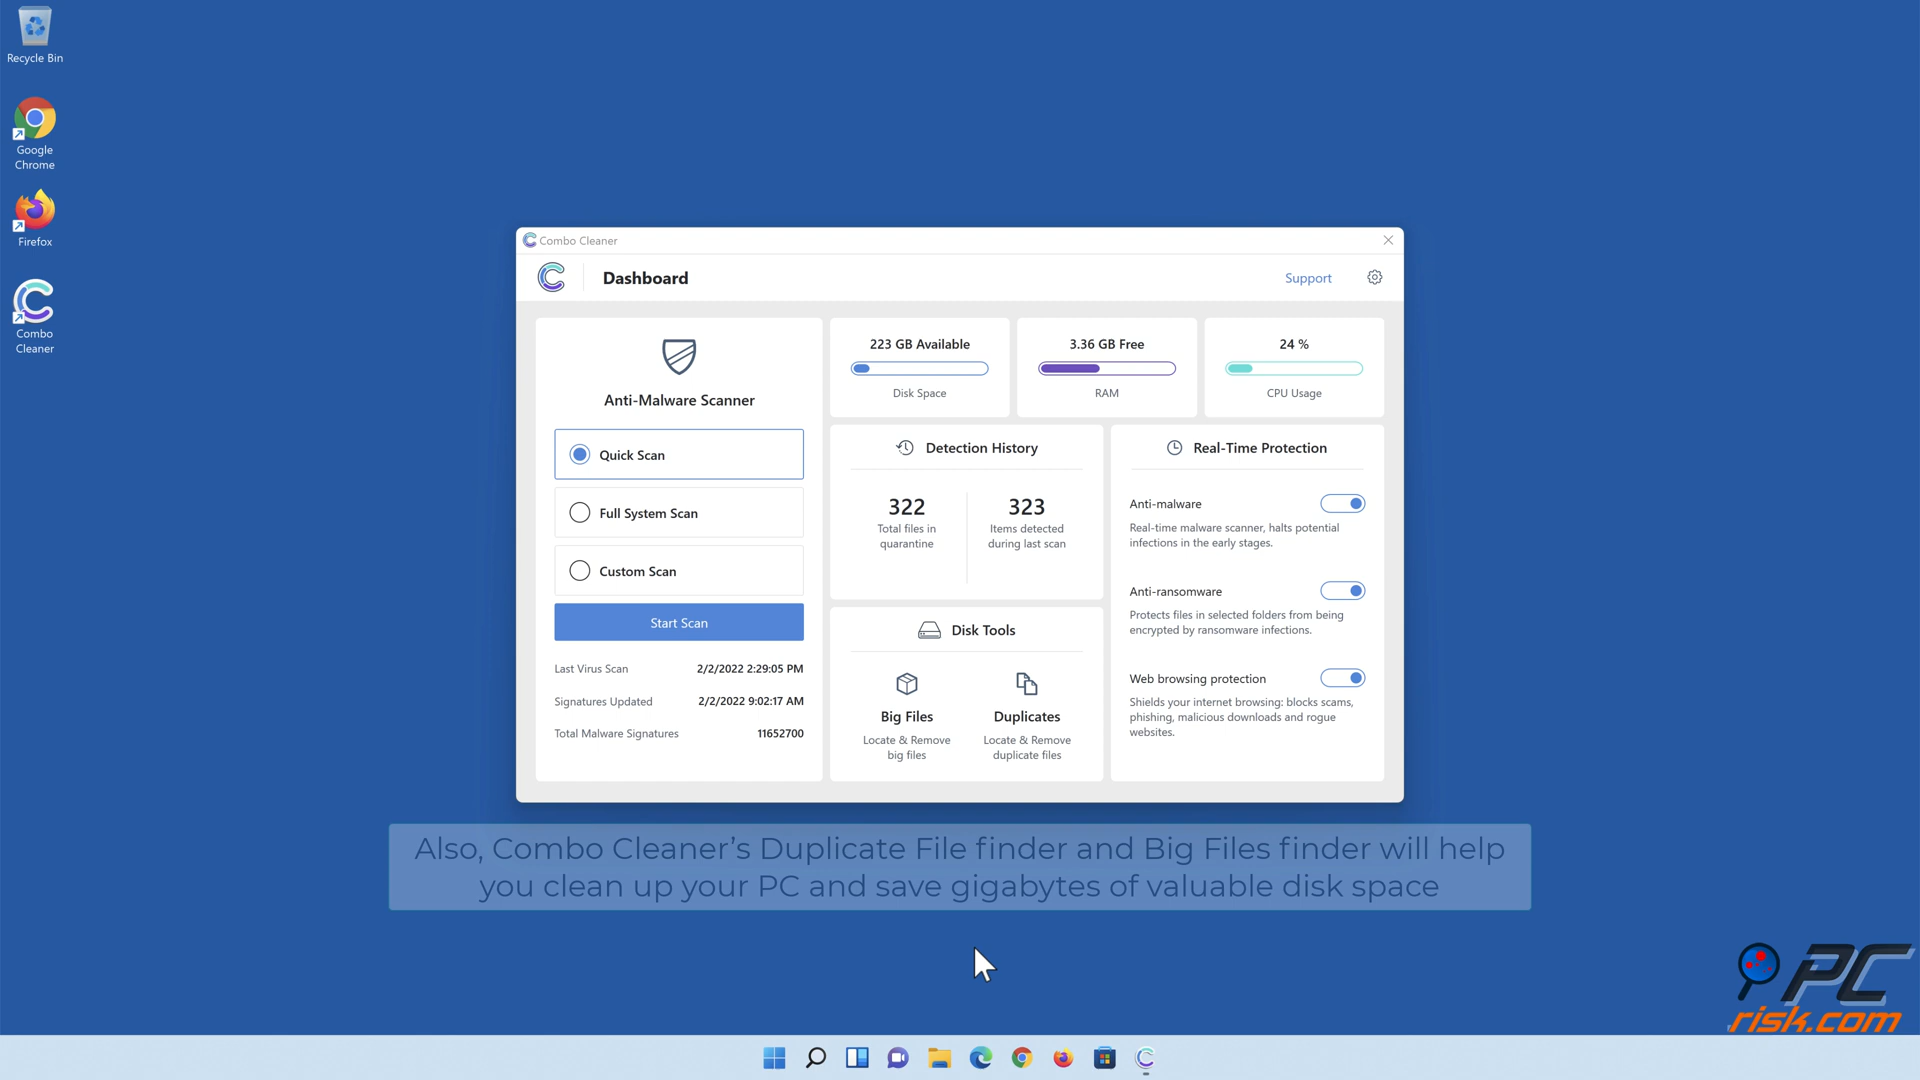 Recycle Bin
Google
Chrome
Firefox
Combo
Cleaner
Combo Cleaner
Dashboard
Support
Anti-Malware Scanner
Quick Scan
Full System Scan
Custom Scan
Start Scan
Last Virus Scan 2/2/2022 2:29:05 PM
Signatures Updated 2/2/2022 9:02:17 AM
Total Malware Signatures 11652700
223 GB Available
Disk Space
3.36 GB Free
RAM
24 %
CPU Usage
Detection History
322
Total files in
quarantine
323
Items detected
during last scan
Disk Tools
Big Files
Locate & Remove
big files
Duplicates
Locate & Remove
duplicate files
Real-Time Protection
Anti-malware
Real-time malware scanner, halts potential
infections in the early stages.
Anti-ransomware
Protects files in selected folders from being
encrypted by ransomware infections.
Web browsing protection
Shields your internet browsing: blocks scams,
phishing, malicious downloads and rogue
websites.
Also, Combo Cleaner’s Duplicate File finder and Big Files finder will help
you clean up your PC and save gigabytes of valuable disk space
PC
risk.com